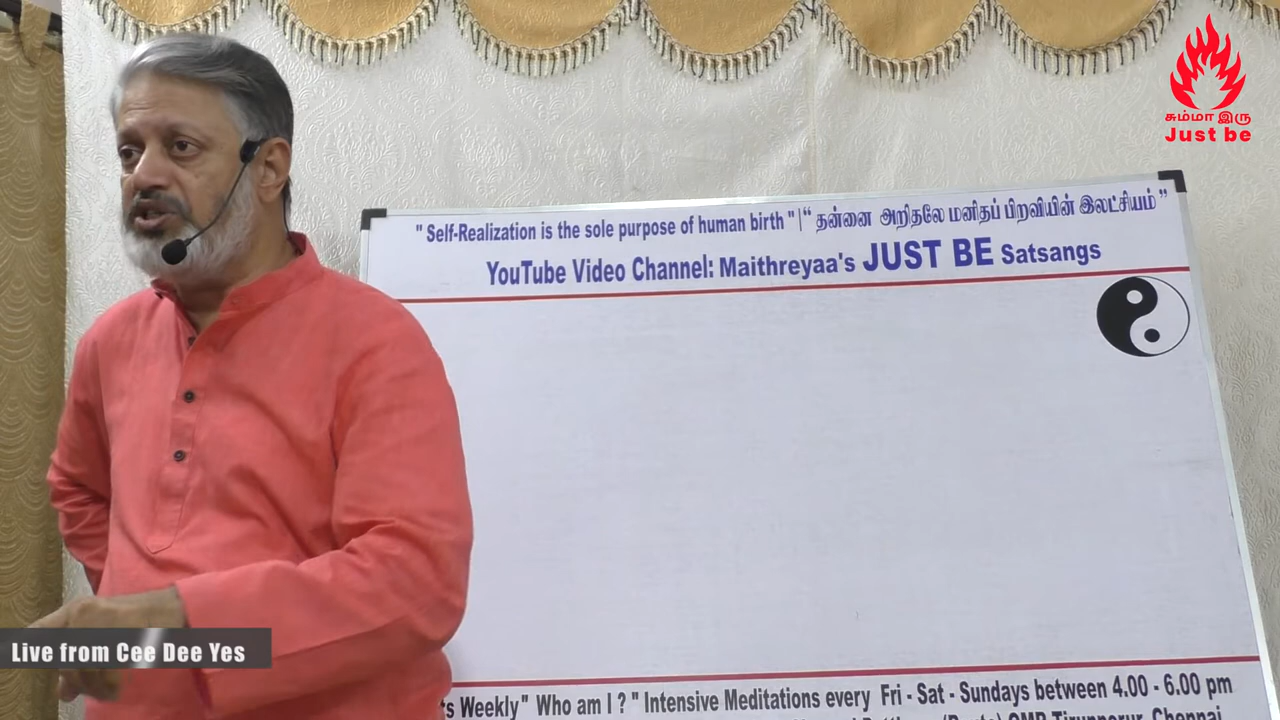 சும்மா இரு
Just be
" Self-Realization is the sole purpose of human birth " | “ தன்னை அறிதலே மனிதப் பிறவியின் இலட்சியம் ”
YouTube Video Channel: Maithreyaa's JUST BE Satsangs
Live from Cee Dee Yes
Weekly" Who am I ? " Intensive Meditations every Fri - Sat - Sundays between 4.00 - 6.00 pm
OMR Tiruporur, Chennai